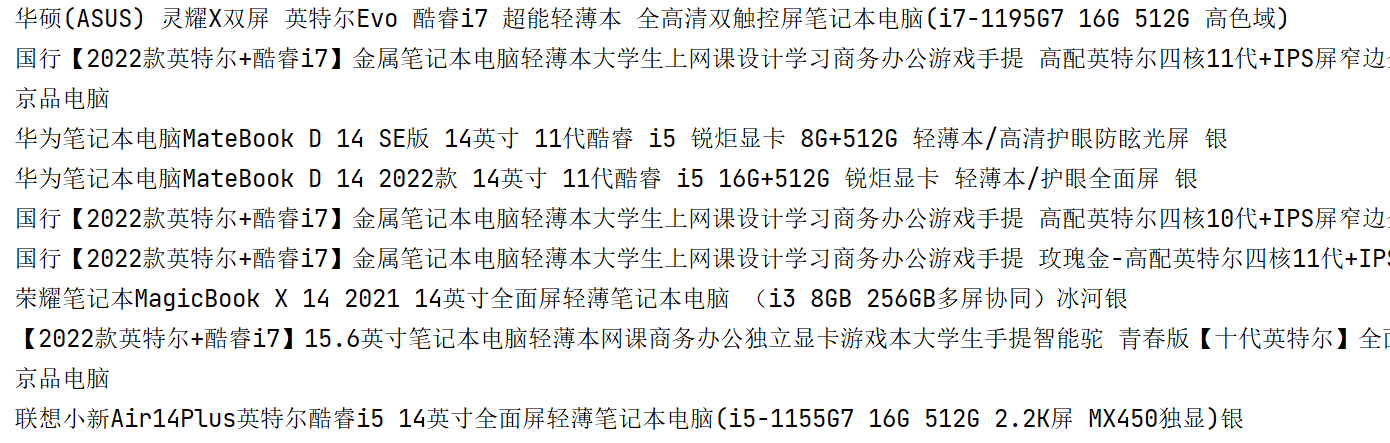 华硕(ASUS) 灵耀X双屏 英特尔Evo 酷睿i7 超能轻薄本 全高清双触控屏笔记本电脑(i7-1195G7 16G 512G 高色域)
国行【2022款英特尔+酷睿i7】金属笔记本电脑轻薄本大学生上网课设计学习商务办公游戏手提 高配英特尔四核11代+IPS屏窄边
京品电脑
华为笔记本电脑MateBook D 14 SE版 14英寸 11代酷睿 i5 锐炬显卡 8G+512G 轻薄本/高清护眼防眩光屏 银
华为笔记本电脑MateBook D 14 2022款 14英寸 11代酷睿 i5 16G+512G 锐炬显卡 轻薄本/护眼全面屏 银
国行【2022款英特尔+酷睿i7】金属笔记本电脑轻薄本大学生上网课设计学习商务办公游戏手提 高配英特尔四核10代+IPS屏窄边
国行【2022款英特尔+酷睿i7】金属笔记本电脑轻薄本大学生上网课设计学习商务办公游戏手提 玫瑰金-高配英特尔四核11代+IPS
荣耀笔记本MagicBook X 14 2021 14英寸全面屏轻薄笔记本电脑 （i3 8GB 256GB多屏协同）冰河银
【2022款英特尔+酷睿i7】15.6英寸笔记本电脑轻薄本网课商务办公独立显卡游戏本大学生手提智能驼 青春版【十代英特尔】全面
京品电脑
联想小新Air14Plus英特尔酷睿i5 14英寸全面屏轻薄笔记本电脑(i5-1155G7 16G 512G 2.2K屏 MX450独显)银